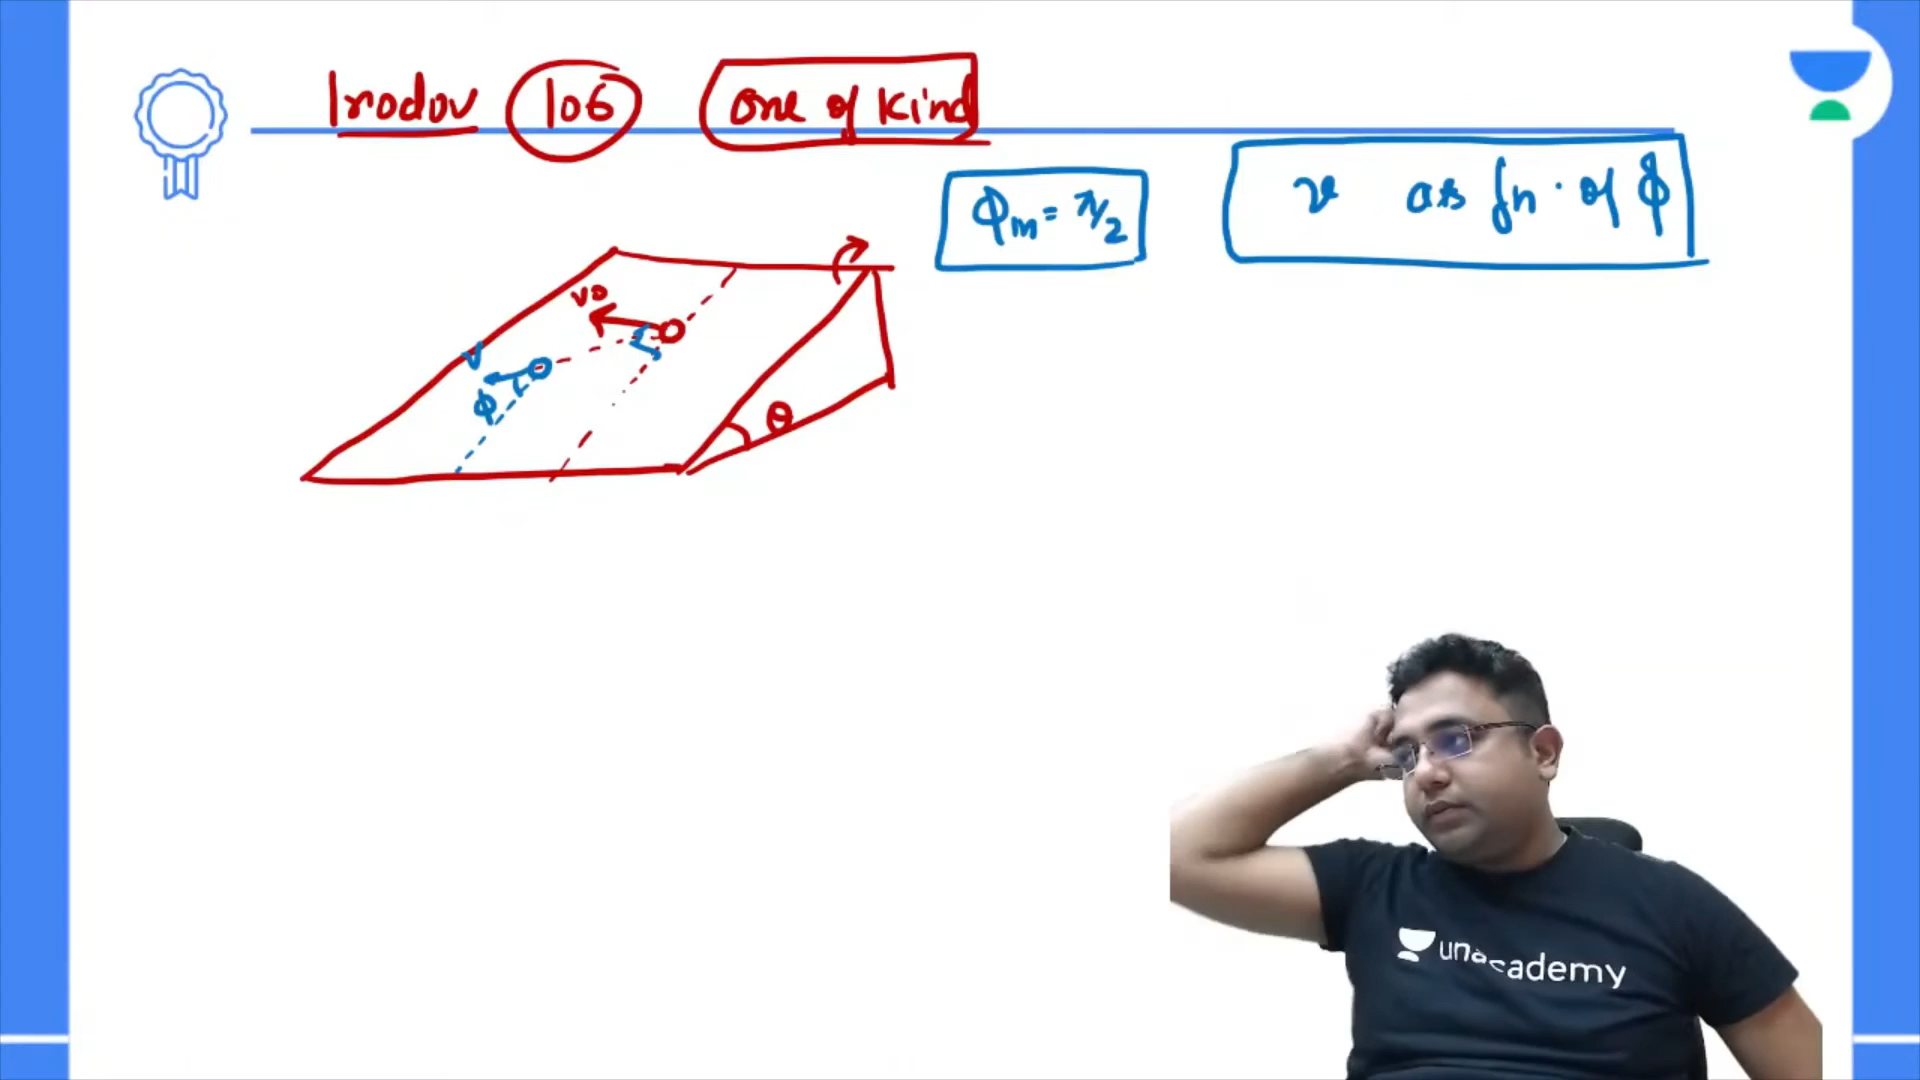 Irodov 106 one of kind
Φm = π/2
v as fn. of φ
v0
v
φ
θ
unacademy